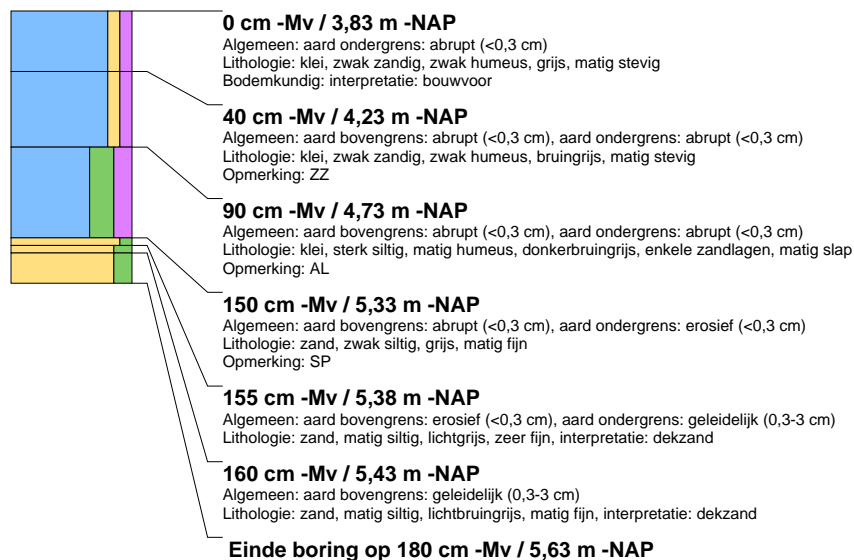 0 cm -Mv / 3,83 m -NAP
Algemeen: aard ondergrens: abrupt (<0,3 cm)
Lithologie: klei, zwak zandig, zwak humeus, grijs, matig stevig
Bodemkundig: interpretatie: bouwvoor
40 cm -Mv / 4,23 m -NAP
Algemeen: aard bovengrens: abrupt (<0,3 cm), aard ondergrens: abrupt (<0,3 cm)
Lithologie: klei, zwak zandig, zwak humeus, bruingrijs, matig stevig
Opmerking: ZZ
90 cm -Mv / 4,73 m -NAP
Algemeen: aard bovengrens: abrupt (<0,3 cm), aard ondergrens: abrupt (<0,3 cm)
Lithologie: klei, sterk siltig, matig humeus, donkerbruingrijs, enkele zandlagen, matig slap
Opmerking: AL
150 cm -Mv / 5,33 m -NAP
Algemeen: aard bovengrens: abrupt (<0,3 cm), aard ondergrens: erosief (<0,3 cm)
Lithologie: zand, zwak siltig, grijs, matig fijn
Opmerking: SP
155 cm -Mv / 5,38 m -NAP
Algemeen: aard bovengrens: erosief (<0,3 cm), aard ondergrens: geleidelijk (0,3-3 cm)
Lithologie: zand, matig siltig, lichtgrijs, zeer fijn, interpretatie: dekzand
160 cm -Mv / 5,43 m -NAP
Algemeen: aard bovengrens: geleidelijk (0,3-3 cm)
Lithologie: zand, matig siltig, lichtbruingrijs, matig fijn, interpretatie: dekzand
Einde boring op 180 cm -Mv / 5,63 m -NAP